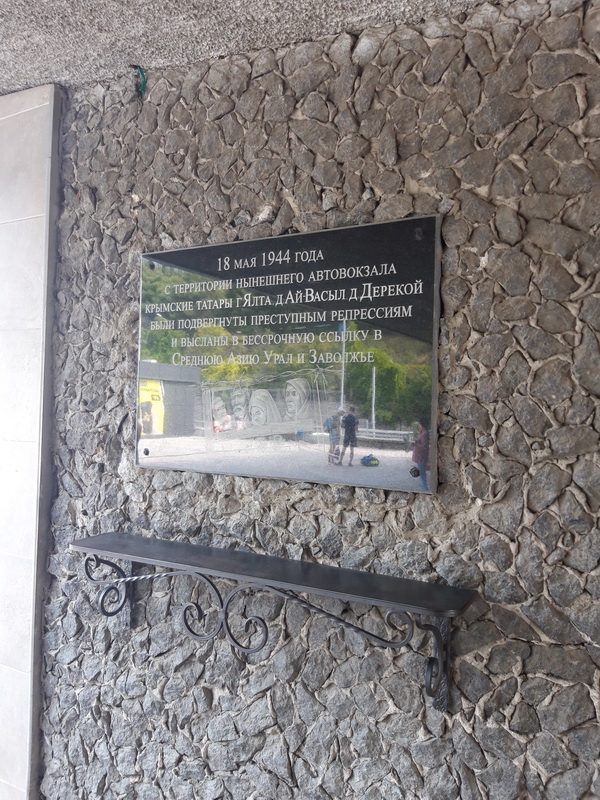 18 МАЯ 1944 ГОДА
С ТЕРРИТОРИИ НЫНЕШНЕГО АВТОВОКЗАЛА
КРЫМСКИЕ ТАТАРЫ Г ЯЛТА Д АЙ-ВАСЫЛ Д ДЕРЕКОЙ
БЫЛИ ПОДВЕРГНУТЫ ПРЕСТУПНЫМ РЕПРЕССИЯМ
И ВЫСЛАНЫ В БЕССРОЧНУЮ ССЫЛКУ В
СРЕДНЮЮ АЗИЮ УРАЛ И ЗАВОЛЖЬЕ